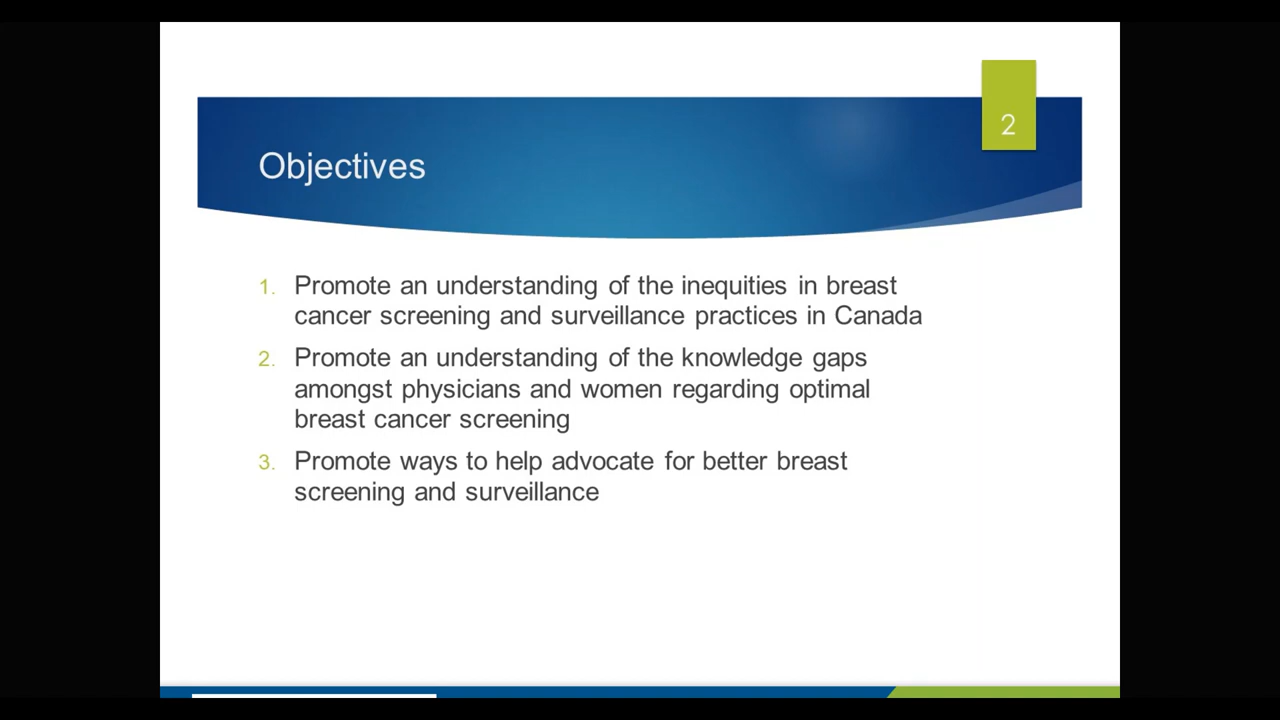 2
Objectives
1. Promote an understanding of the inequities in breast
cancer screening and surveillance practices in Canada
2. Promote an understanding of the knowledge gaps
amongst physicians and women regarding optimal
breast cancer screening
3. Promote ways to help advocate for better breast
screening and surveillance